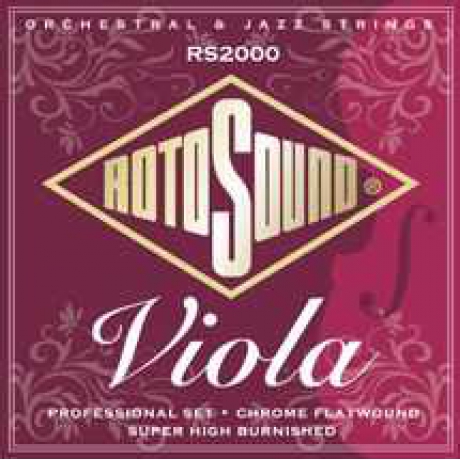 ORCHESTRAL & JAZZ STRINGS
RS2000
ROTOSOUND®
Viola
PROFESSIONAL SET • CHROME FLATWOUND
SUPER HIGH BURNISHED